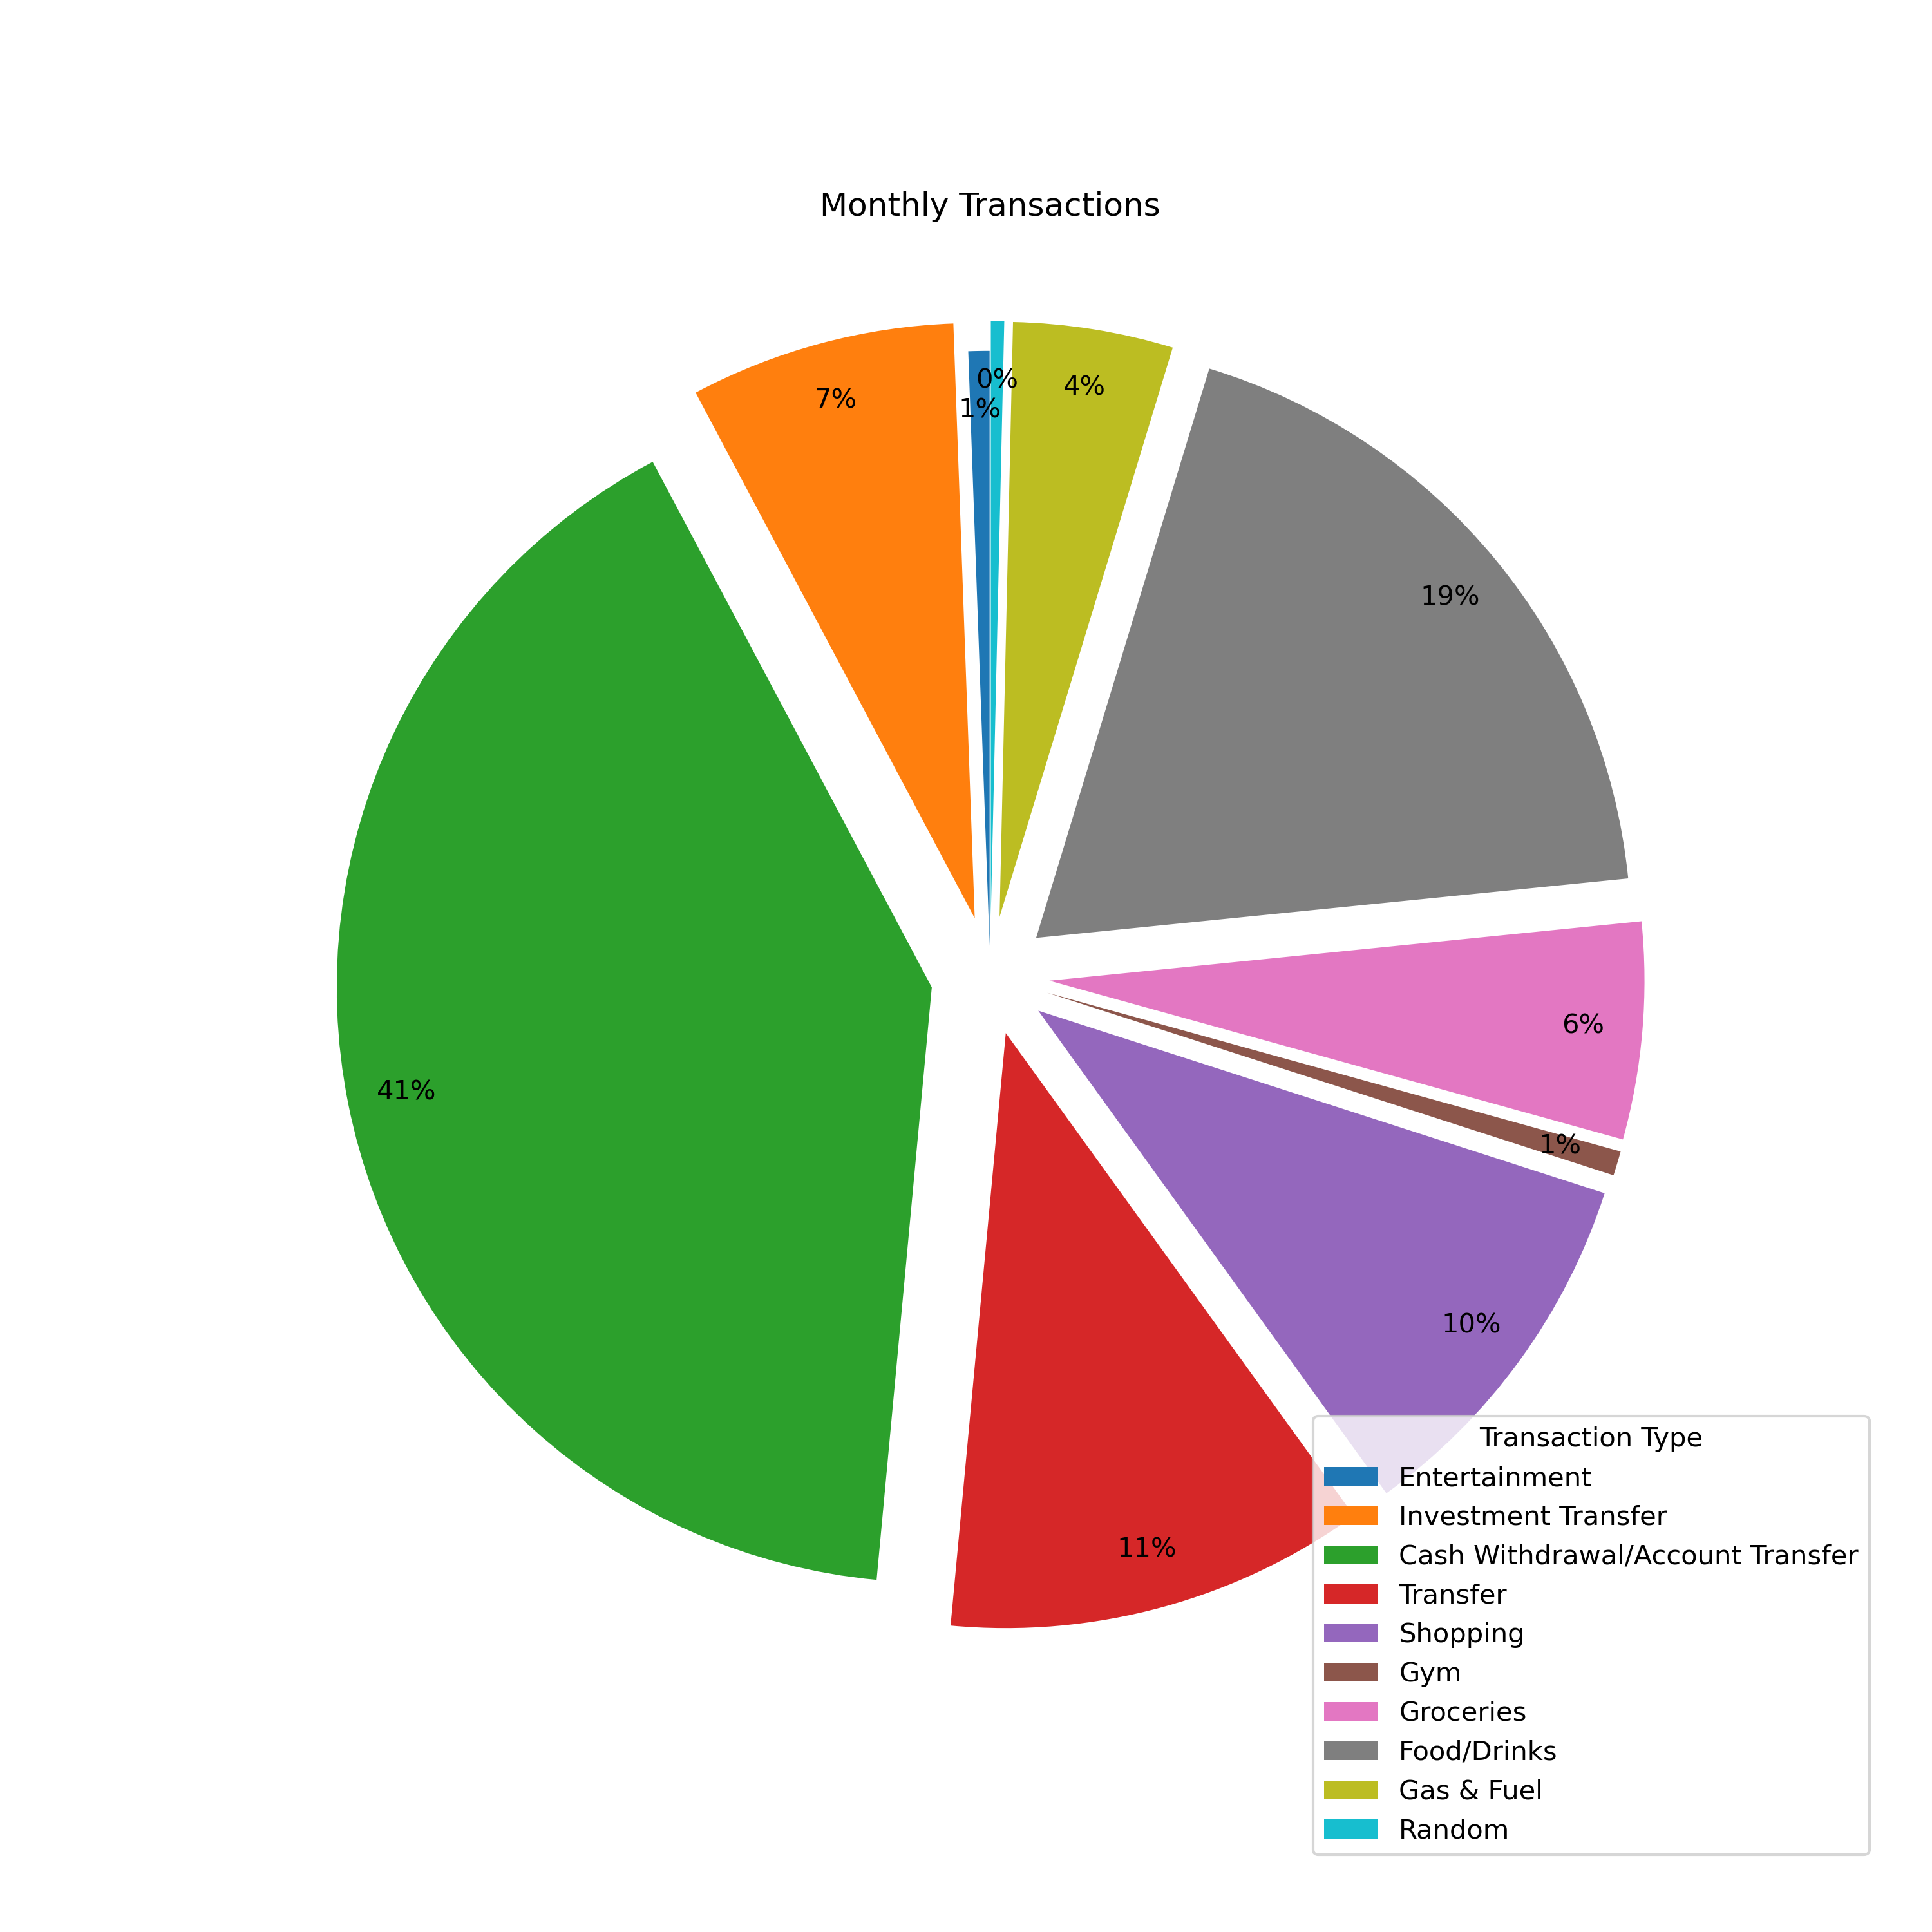 Monthly Transactions
0%
4%
7%
1%
19%
6%
41%
1%
10%
11%
Transaction Type
Entertainment
Investment Transfer
Cash Withdrawal/Account Transfer
Transfer
Shopping
Gym
Groceries
Food/Drinks
Gas & Fuel
Random